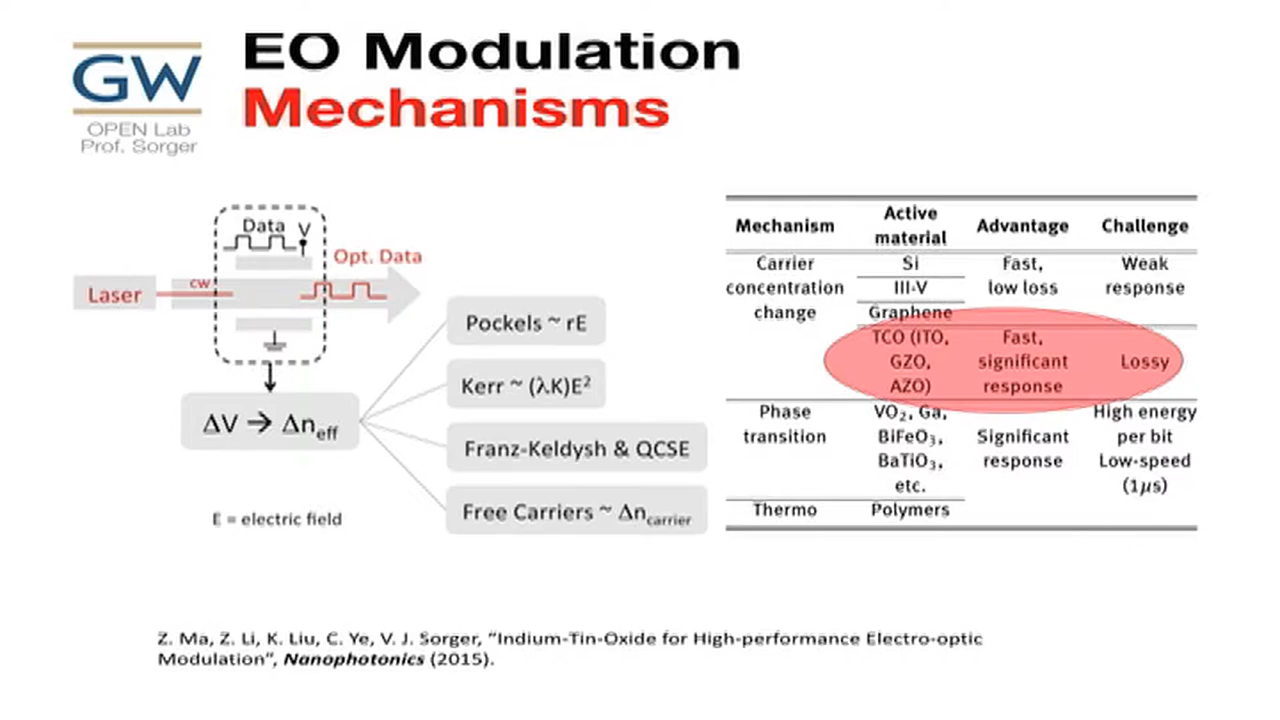 EO Modulation
Mechanisms
GW
OPEN Lab
Prof. Sorger
Data
V
Opt. Data
Laser
CW
ΔV → Δn_eff
E = electric field
Pockels ~ rE
Kerr ~ (λK)E²
Franz-Keldysh & QCSE
Free Carriers ~ Δn_carrier
Mechanism Active material Advantage Challenge
Carrier concentration change Si Fast, low loss Weak response
III-V
Graphene
TCO (ITO, GZO, AZO) Fast, significant response Lossy
Phase transition VO₂, Ga, BiFeO₃, BaTiO₃, etc. Significant response High energy per bit Low-speed (1μs)
Thermo Polymers
Z. Ma, Z. Li, K. Liu, C. Ye, V. J. Sorger, "Indium-Tin-Oxide for High-performance Electro-optic
Modulation", Nanophotonics (2015).